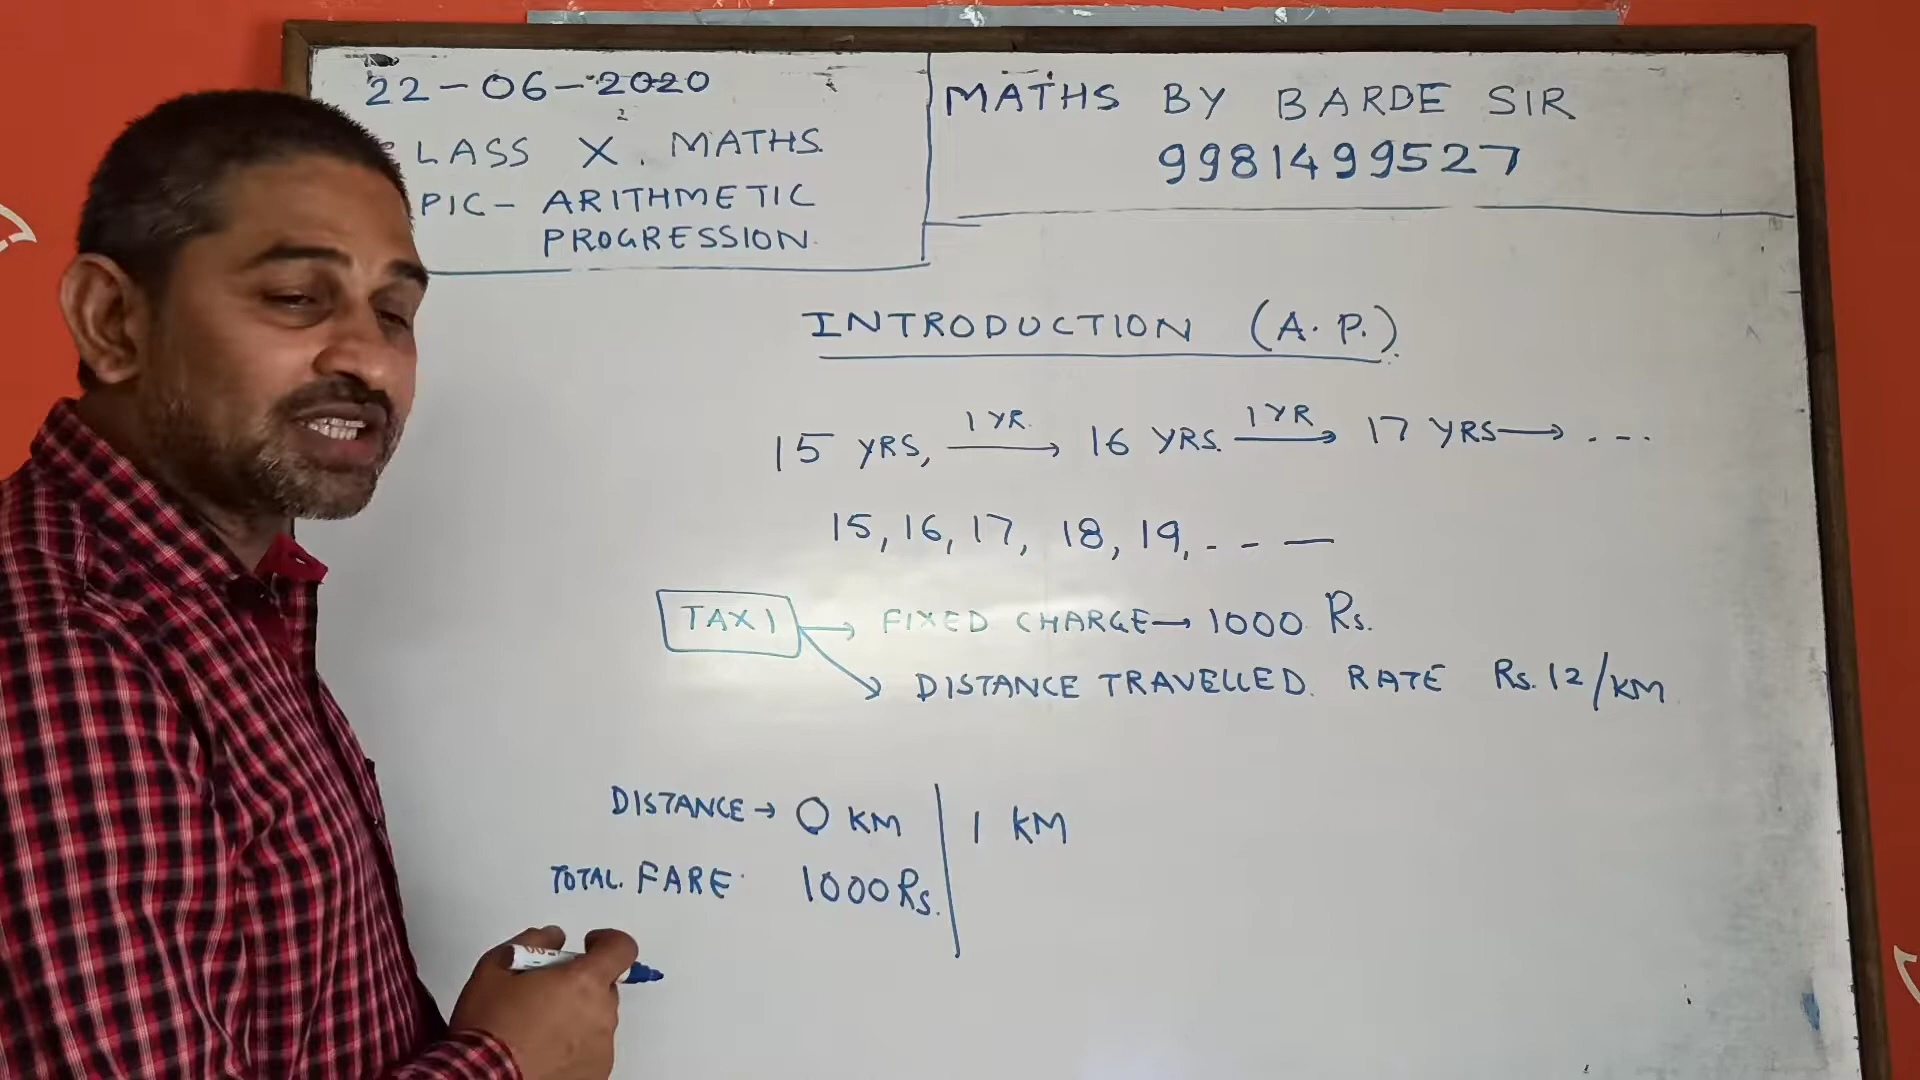 22-06-2020
LASS X. MATHS.
PIC- ARITHMETIC
PROGRESSION.
MATHS BY BARDE SIR
9981499527
INTRODUCTION (A.P.)
15 YRS, 1 YR. → 16 YRS. 1 YR → 17 YRS → ...
15, 16, 17, 18, 19, - - —
TAXI → FIXED CHARGE → 1000 Rs.
→ DISTANCE TRAVELLED. RATE Rs. 12/KM
DISTANCE → 0 KM | 1 KM
TOTAL. FARE 1000 Rs.